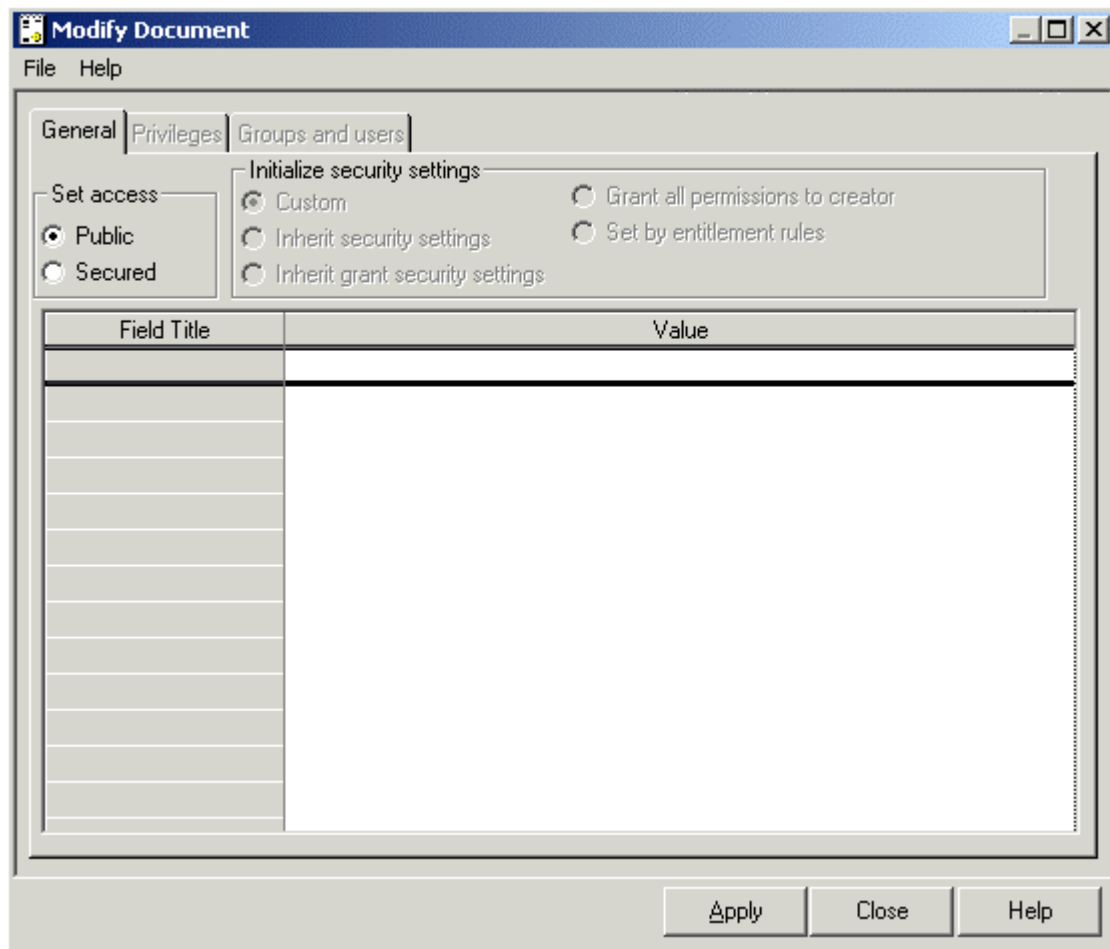 Modify Document
File Help
General Privileges Groups and users
Set access
Public
Secured
Initialize security settings
Custom
Inherit security settings
Inherit grant security settings
Grant all permissions to creator
Set by entitlement rules
Field Title Value
Apply Close Help